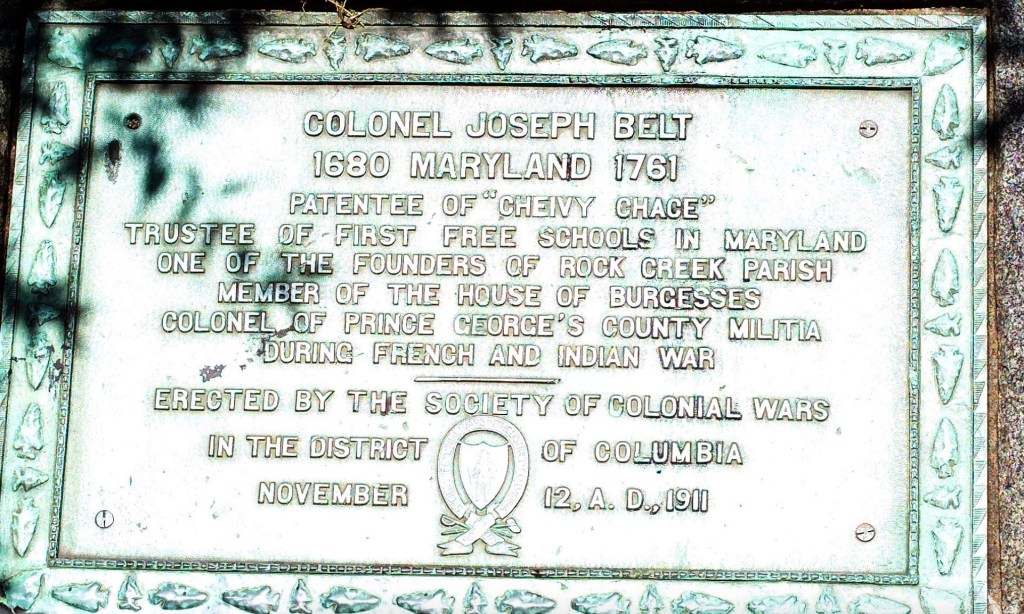 COLONEL JOSEPH BELT
1680 MARYLAND 1761
PATENTEE OF "CHEIVY CHACE"
TRUSTEE OF FIRST FREE SCHOOLS IN MARYLAND
ONE OF THE FOUNDERS OF ROCK CREEK PARISH
MEMBER OF THE HOUSE OF BURGESSES
COLONEL OF PRINCE GEORGE'S COUNTY MILITIA
DURING FRENCH AND INDIAN WAR
ERECTED BY THE SOCIETY OF COLONIAL WARS
IN THE DISTRICT OF COLUMBIA
NOVEMBER 12, A. D., 1911